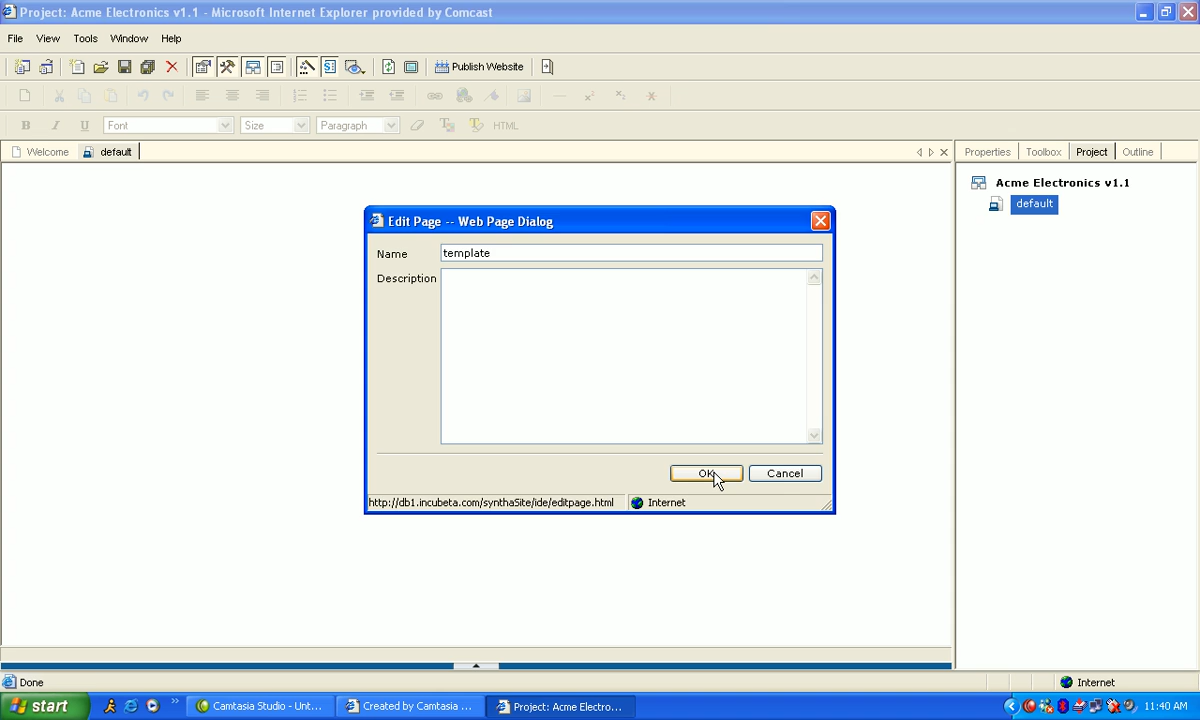 Project: Acme Electronics v1.1 - Microsoft Internet Explorer provided by Comcast
File View Tools Window Help
Publish Website
B I U Font Size Paragraph HTML
Welcome default Properties Toolbox Project Outline
Acme Electronics v1.1
default
Edit Page -- Web Page Dialog
Name template
Description
OK Cancel
http://db1.incubeta.com/synthaSite/ide/editpage.html Internet
Done Internet
start Camtasia Studio - Unt... Created by Camtasia ... Project: Acme Electro... 11:40 AM